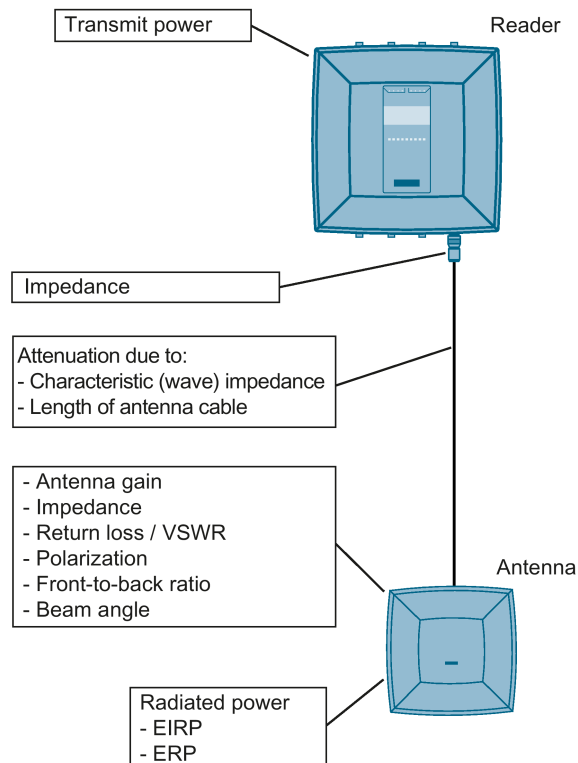 Transmit power
Reader
Impedance
Attenuation due to:
- Characteristic (wave) impedance
- Length of antenna cable
- Antenna gain
- Impedance
- Return loss / VSWR
- Polarization
- Front-to-back ratio
- Beam angle
Antenna
Radiated power
- EIRP
- ERP